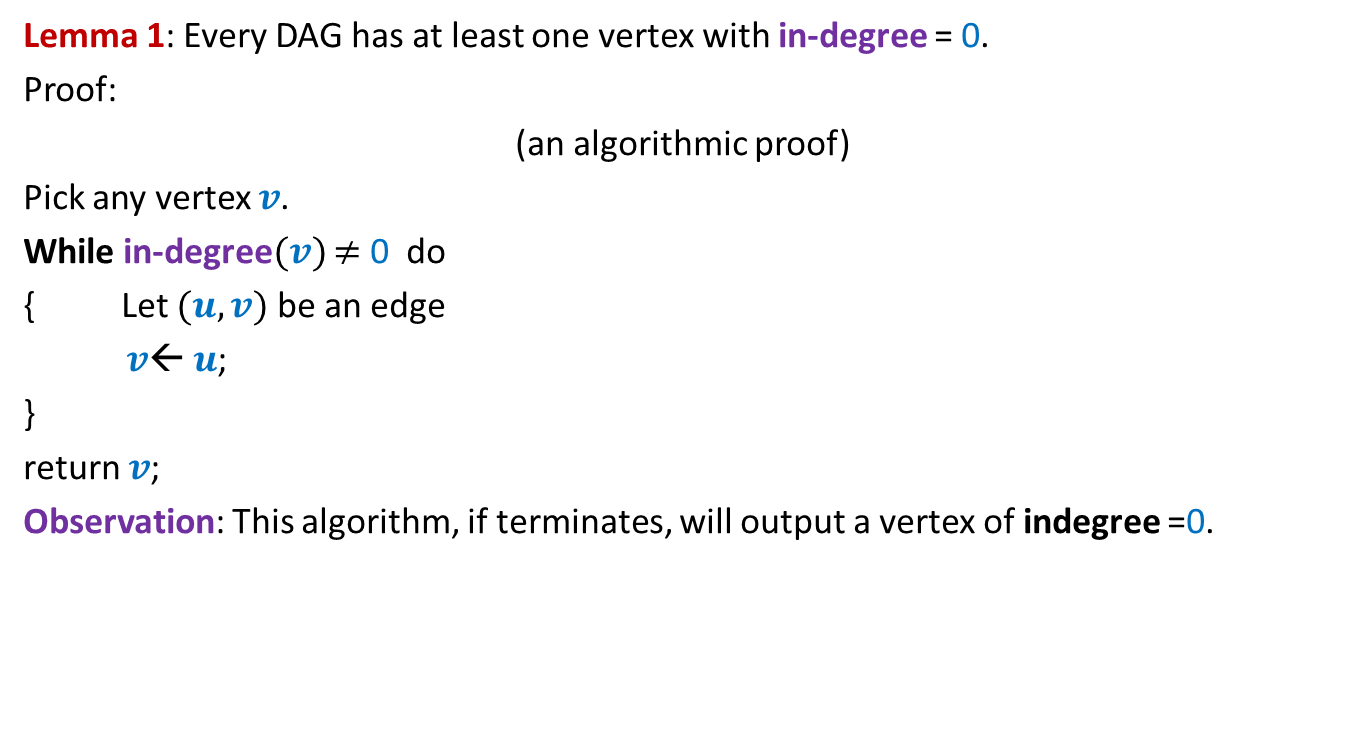 Lemma 1: Every DAG has at least one vertex with in-degree = 0.
Proof:
(an algorithmic proof)
Pick any vertex v.
While in-degree(v) ≠ 0 do
{ Let (u, v) be an edge
v← u;
}
return v;
Observation: This algorithm, if terminates, will output a vertex of indegree =0.